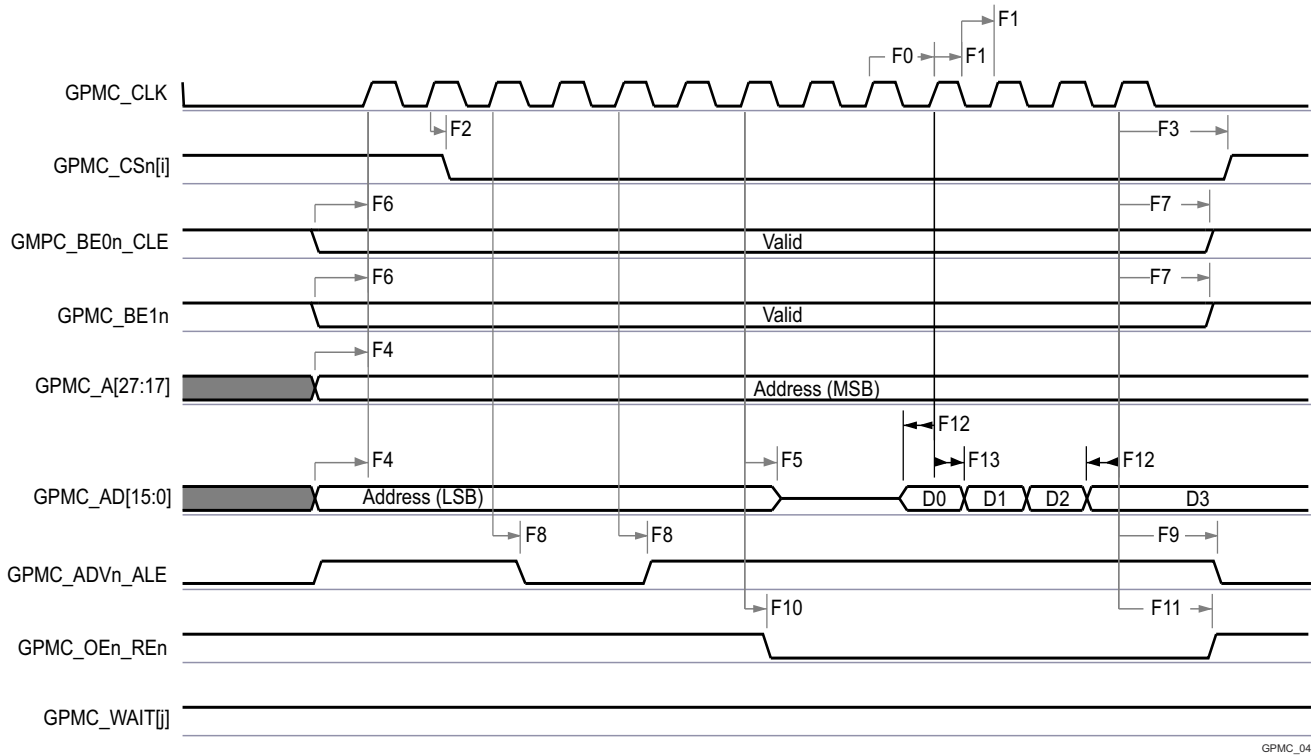 F1
F0 F1
GPMC_CLK
F2 F3
GPMC_CSn[i]
F6 F7
GMPC_BE0n_CLE Valid
F6 F7
GPMC_BE1n Valid
F4
GPMC_A[27:17] Address (MSB)
F12
F4 F5 F13 F12
GPMC_AD[15:0] Address (LSB) D0 D1 D2 D3
F8 F8 F9
GPMC_ADVn_ALE
F10 F11
GPMC_OEn_REn
GPMC_WAIT[j]
GPMC_04